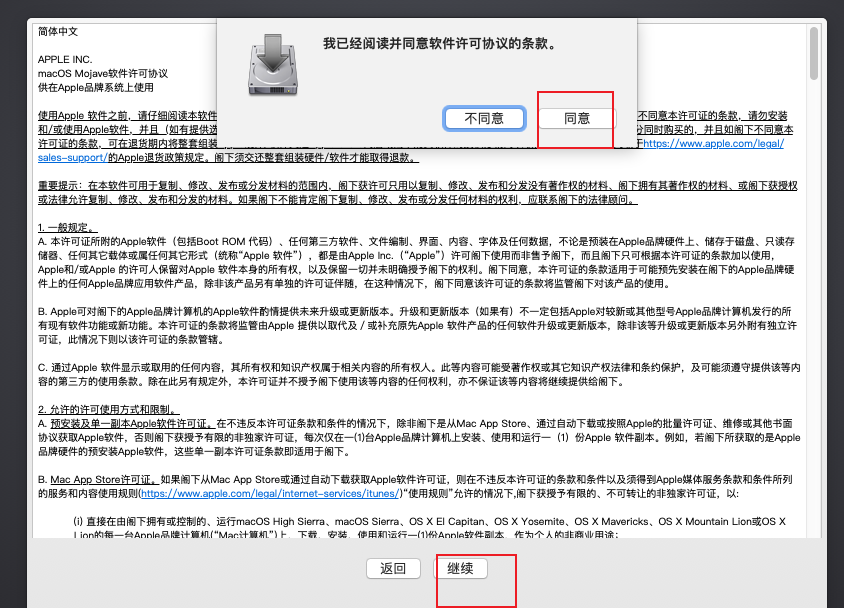 简体中文
我已经阅读并同意软件许可协议的条款。
不同意
同意
APPLE INC.
macOS Mojave软件许可协议
供在Apple品牌系统上使用
使用Apple 软件之前，请仔细阅读本软件
不同意本许可证的条款，请勿安装
和/或使用Apple软件，并且（如有提供选
分同时购买的，并且如阁下不同意本
许可证的条款，可在退货期内将整套组装
于https://www.apple.com/legal/
sales-support/的Apple退货政策规定。阁下须交还整套组装硬件/软件才能取得退款。
重要提示：在本软件可用于复制、修改、发布或分发材料的范围内，阁下获许可只用以复制、修改、发布和分发没有著作权的材料、阁下拥有其著作权的材料、或阁下获授权
或法律允许复制、修改、发布和分发的材料。如果阁下不能肯定阁下复制、修改、发布或分发任何材料的权利，应联系阁下的法律顾问。
1. 一般规定。
A. 本许可证所附的Apple软件（包括Boot ROM 代码）、任何第三方软件、文件编制、界面、内容、字体及任何数据，不论是预装在Apple品牌硬件上、储存于磁盘、只读存
储器、任何其它载体或属任何其它形式（统称“Apple 软件”），都是由Apple Inc.（“Apple”）许可阁下使用而非售予阁下，而且阁下只可根据本许可证的条款加以使用，
Apple和/或Apple 的许可人保留对Apple 软件本身的所有权，以及保留一切并未明确授予阁下的权利。阁下同意，本许可证的条款适用于可能预先安装在阁下的Apple品牌硬
件上的任何Apple品牌应用软件产品，除非该产品另有单独的许可证伴随，在这种情况下，阁下同意该许可证的条款将监管阁下对该产品的使用。
B. Apple可对阁下的Apple品牌计算机的Apple软件酌情提供未来升级或更新版本。升级和更新版本（如果有）不一定包括Apple对较新或其他型号Apple品牌计算机发行的所
有现有软件功能或新功能。本许可证的条款将监管由Apple 提供以取代及 / 或补充原先Apple 软件产品的任何软件升级或更新版本，除非该等升级或更新版本另外附有独立许
可证，此情况下则以该许可证的条款管辖。
C. 通过Apple 软件显示或取用的任何内容，其所有权和知识产权属于相关内容的所有权人。此等内容可能受著作权或其它知识产权法律和条约保护，及可能须遵守提供该等内
容的第三方的使用条款。除在此另有规定外，本许可证并不授予阁下使用该等内容的任何权利，亦不保证该等内容将继续提供给阁下。
2. 允许的许可使用方式和限制。
A. 预安装及单一副本Apple软件许可证。在不违反本许可证条款和条件的情况下，除非阁下是从Mac App Store、通过自动下载或按照Apple的批量许可证、维修或其他书面
协议获取Apple软件，否则阁下获授予有限的非独家许可证，每次仅在一(1)台Apple品牌计算机上安装、使用和运行一（1）份Apple 软件副本。例如，若阁下所获取的是Apple
品牌硬件的预安装Apple软件，这些单一副本许可证条款即适用于阁下。
B. Mac App Store许可证。如果阁下从Mac App Store或通过自动下载获取Apple软件许可证，则在不违反本许可证的条款和条件以及须得到Apple媒体服务条款和条件所列
的服务和内容使用规则(https://www.apple.com/legal/internet-services/itunes/)“使用规则”允许的情况下,阁下获授予有限的、不可转让的非独家许可证，以:
(i) 直接在由阁下拥有或控制的、运行macOS High Sierra、macOS Sierra、OS X El Capitan、OS X Yosemite、OS X Mavericks、OS X Mountain Lion或OS X
Lion的每一台Apple品牌计算机(“Mac计算机”)上，下载、安装、使用和运行一(1)份Apple软件副本，作为个人的非商业用途；
返回
继续